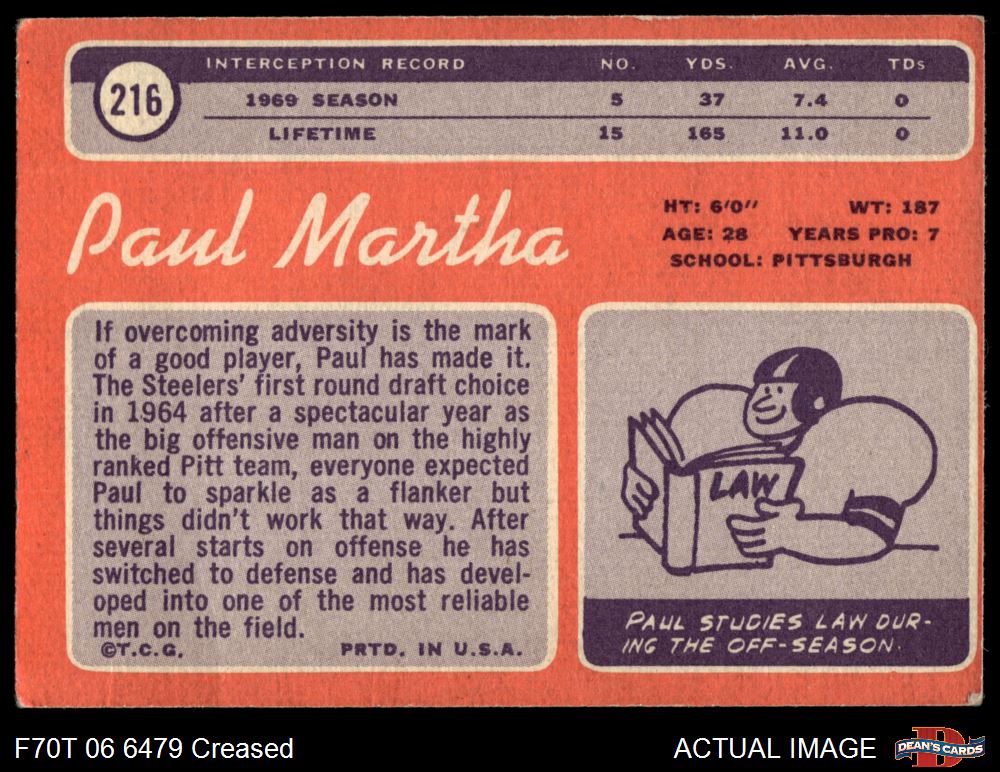 INTERCEPTION RECORD NO. YDS. AVG. TDs
216
1969 SEASON 5 37 7.4 0
LIFETIME 15 165 11.0 0
Paul Martha
HT: 6'0" WT: 187
AGE: 28 YEARS PRO: 7
SCHOOL: PITTSBURGH
If overcoming adversity is the mark
of a good player, Paul has made it.
The Steelers' first round draft choice
in 1964 after a spectacular year as
the big offensive man on the highly
ranked Pitt team, everyone expected
Paul to sparkle as a flanker but
things didn't work that way. After
several starts on offense he has
switched to defense and has devel-
oped into one of the most reliable
men on the field.
©T.C.G. PRTD. IN U.S.A.
LAW
PAUL STUDIES LAW DUR-
ING THE OFF-SEASON.
F70T 06 6479 Creased
ACTUAL IMAGE
DEAN'S CARDS